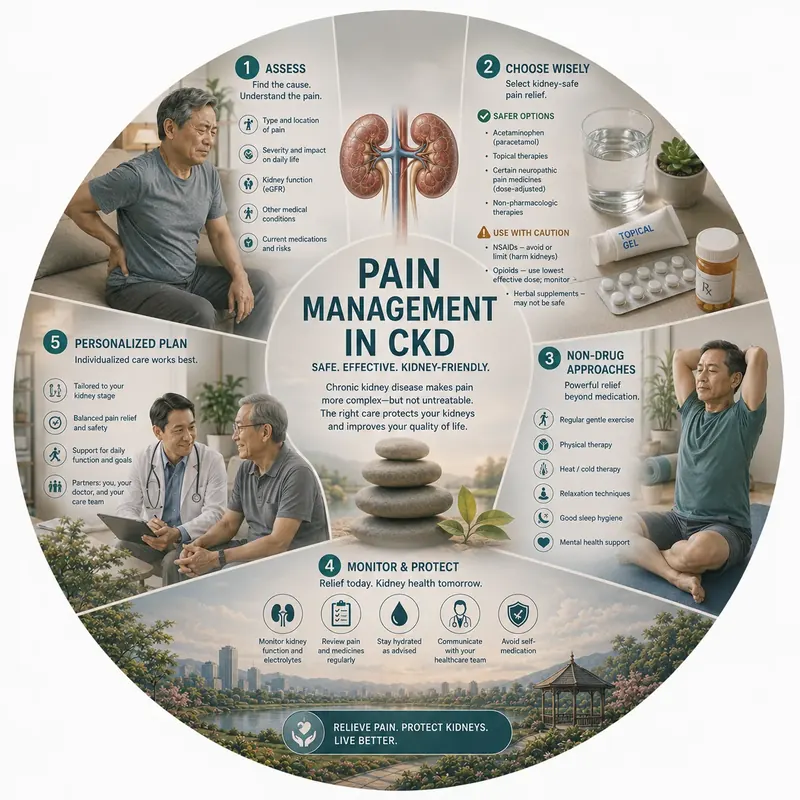 PAIN
MANAGEMENT
IN CKD
SAFE. EFFECTIVE. KIDNEY-FRIENDLY.
Chronic kidney disease makes pain
more complex—but not untreatable.
The right care protects your kidneys
and improves your quality of life.
1 ASSESS
Find the cause.
Understand the pain.
Type and location
of pain
Severity and impact
on daily life
Kidney function
(eGFR)
Other medical
conditions
Current medications
and risks
2 CHOOSE WISELY
Select kidney-safe
pain relief.
SAFER OPTIONS
• Acetaminophen
(paracetamol)
• Topical therapies
• Certain neuropathic
pain medicines
(dose-adjusted)
• Non-pharmacologic
therapies
USE WITH CAUTION
• NSAIDs – avoid or
limit (harm kidneys)
• Opioids – use lowest
effective dose; monitor –
• Herbal supplements –
may not be safe
TOPICAL
GEL
Rx
3 NON-DRUG
APPROACHES
Powerful relief
beyond medication.
Regular gentle exercise
Physical therapy
Heat / cold therapy
Relaxation techniques
Good sleep hygiene
Mental health support
4 MONITOR & PROTECT
Relief today. Kidney health tomorrow.
Monitor kidney
function and
electrolytes
Review pain
and medicines
regularly
Stay hydrated
as advised
Communicate
with your
healthcare team
Avoid self-
medication
5 PERSONALIZED PLAN
Individualized care works best.
Tailored to your
kidney stage
Balanced pain relief
and safety
Support for daily
function and goals
Partners: you, your
doctor, and your
care team
RELIEVE PAIN. PROTECT KIDNEYS.
LIVE BETTER.